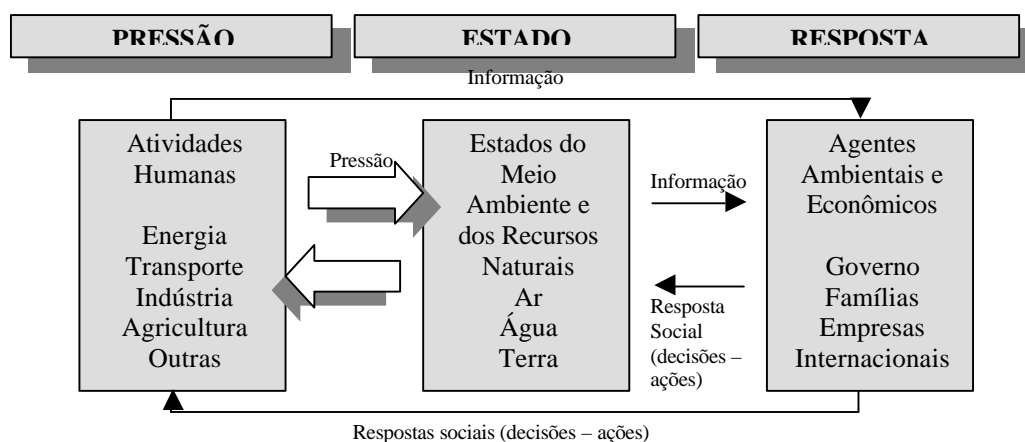 PRESSÃO
ESTADO
RESPOSTA
Informação
Atividades
Humanas
Energia
Transporte
Indústria
Agricultura
Outras
Pressão
Estados do
Meio
Ambiente e
dos Recursos
Naturais
Ar
Água
Terra
Informação
Resposta
Social
(decisões –
ações)
Agentes
Ambientais e
Econômicos
Governo
Famílias
Empresas
Internacionais
Respostas sociais (decisões – ações)